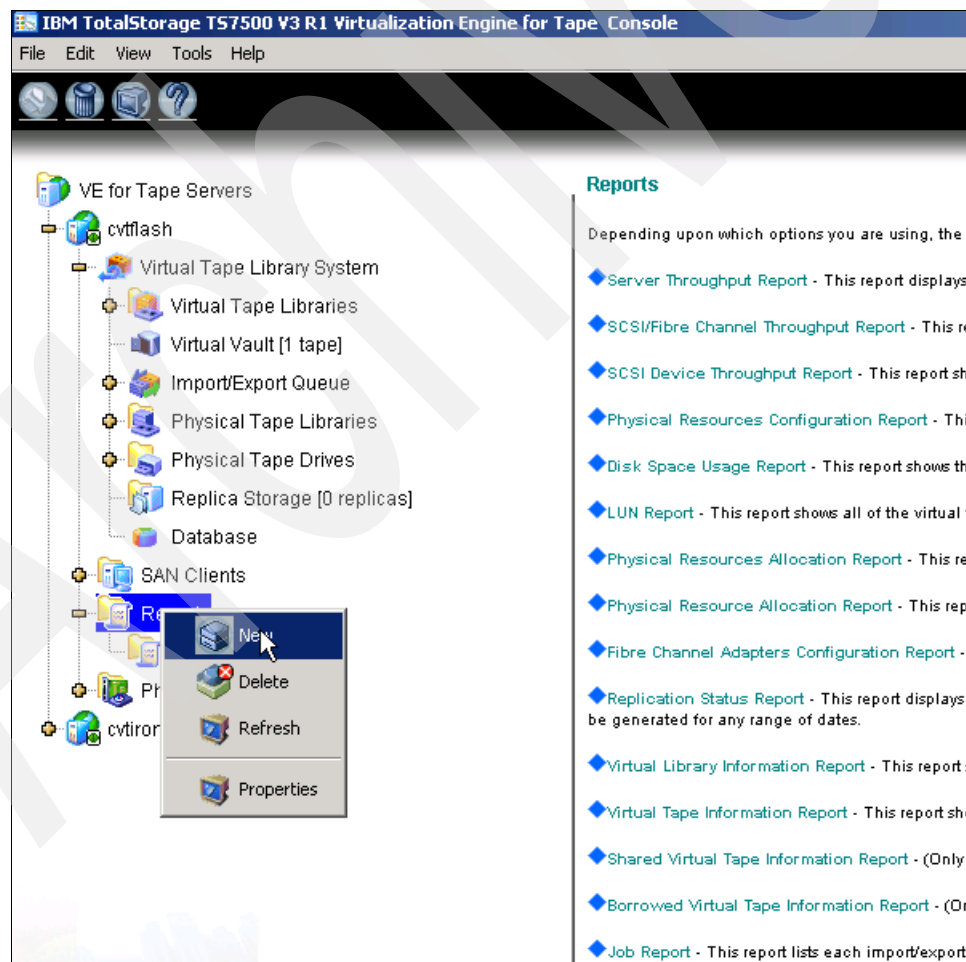 IBM TotalStorage TS7500 V3 R1 Virtualization Engine for Tape Console
File Edit View Tools Help
VE for Tape Servers
cvtflash
Virtual Tape Library System
Virtual Tape Libraries
Virtual Vault [1 tape]
Import/Export Queue
Physical Tape Libraries
Physical Tape Drives
Replica Storage [0 replicas]
Database
SAN Clients
New
Delete
Refresh
Properties
Reports
Depending upon which options you are using, the
Server Throughput Report - This report displays
SCSI/Fibre Channel Throughput Report - This
SCSI Device Throughput Report - This report
Physical Resources Configuration Report -
Disk Space Usage Report - This report shows
LUN Report - This report shows all of the virtual
Physical Resources Allocation Report - This
Physical Resource Allocation Report - This
Fibre Channel Adapters Configuration Report -
Replication Status Report - This report displays
be generated for any range of dates.
Virtual Library Information Report - This report
Virtual Tape Information Report - This report
Shared Virtual Tape Information Report - (Only
Borrowed Virtual Tape Information Report -
Job Report - This report lists each import/export